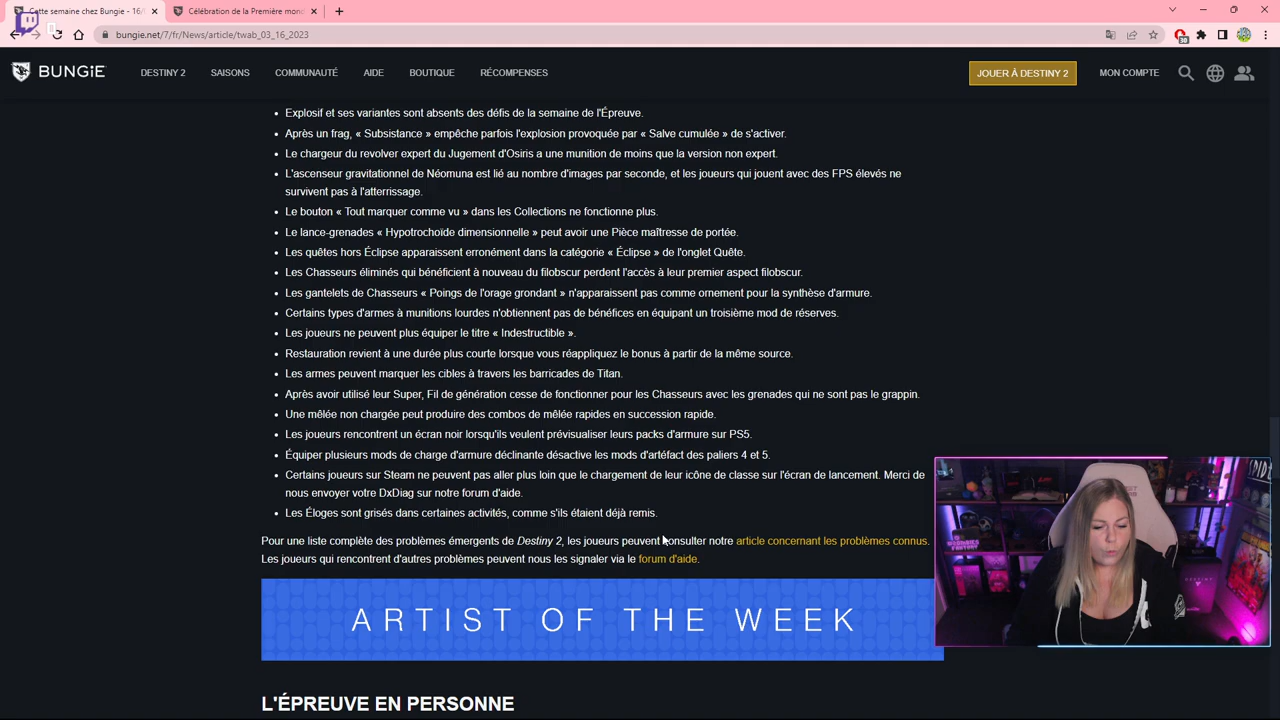 Cette semaine chez Bungie - 16/
Célébration de la Première mond
bungie.net/7/fr/News/article/twab_03_16_2023
BUNGiE
DESTINY 2
SAISONS
COMMUNAUTÉ
AIDE
BOUTIQUE
RÉCOMPENSES
JOUER À DESTINY 2
MON COMPTE
Explosif et ses variantes sont absents des défis de la semaine de l'Épreuve.
Après un frag, « Subsistance » empêche parfois l'explosion provoquée par « Salve cumulée » de s'activer.
Le chargeur du revolver expert du Jugement d'Osiris a une munition de moins que la version non expert.
L'ascenseur gravitationnel de Néomuna est lié au nombre d'images par seconde, et les joueurs qui jouent avec des FPS élevés ne
survivent pas à l'atterrissage.
Le bouton « Tout marquer comme vu » dans les Collections ne fonctionne plus.
Le lance-grenades « Hypotrochoïde dimensionnelle » peut avoir une Pièce maîtresse de portée.
Les quêtes hors Éclipse apparaissent erronément dans la catégorie « Éclipse » de l'onglet Quête.
Les Chasseurs éliminés qui bénéficient à nouveau du filobscur perdent l'accès à leur premier aspect filobscur.
Les gantelets de Chasseurs « Poings de l'orage grondant » n'apparaissent pas comme ornement pour la synthèse d'armure.
Certains types d'armes à munitions lourdes n'obtiennent pas de bénéfices en équipant un troisième mod de réserves.
Les joueurs ne peuvent plus équiper le titre « Indestructible ».
Restauration revient à une durée plus courte lorsque vous réappliquez le bonus à partir de la même source.
Les armes peuvent marquer les cibles à travers les barricades de Titan.
Après avoir utilisé leur Super, Fil de génération cesse de fonctionner pour les Chasseurs avec les grenades qui ne sont pas le grappin.
Une mêlée non chargée peut produire des combos de mêlée rapides en succession rapide.
Les joueurs rencontrent un écran noir lorsqu'ils veulent prévisualiser leurs packs d'armure sur PS5.
Équiper plusieurs mods de charge d'armure déclinante désactive les mods d'artéfact des paliers 4 et 5.
Certains joueurs sur Steam ne peuvent pas aller plus loin que le chargement de leur icône de classe sur l'écran de lancement. Merci de
nous envoyer votre DxDiag sur notre forum d'aide.
Les Éloges sont grisés dans certaines activités, comme s'ils étaient déjà remis.
Pour une liste complète des problèmes émergents de Destiny 2, les joueurs peuvent consulter notre article concernant les problèmes connus.
Les joueurs qui rencontrent d'autres problèmes peuvent nous les signaler via le forum d'aide.
ARTIST OF THE WEEK
L'ÉPREUVE EN PERSONNE